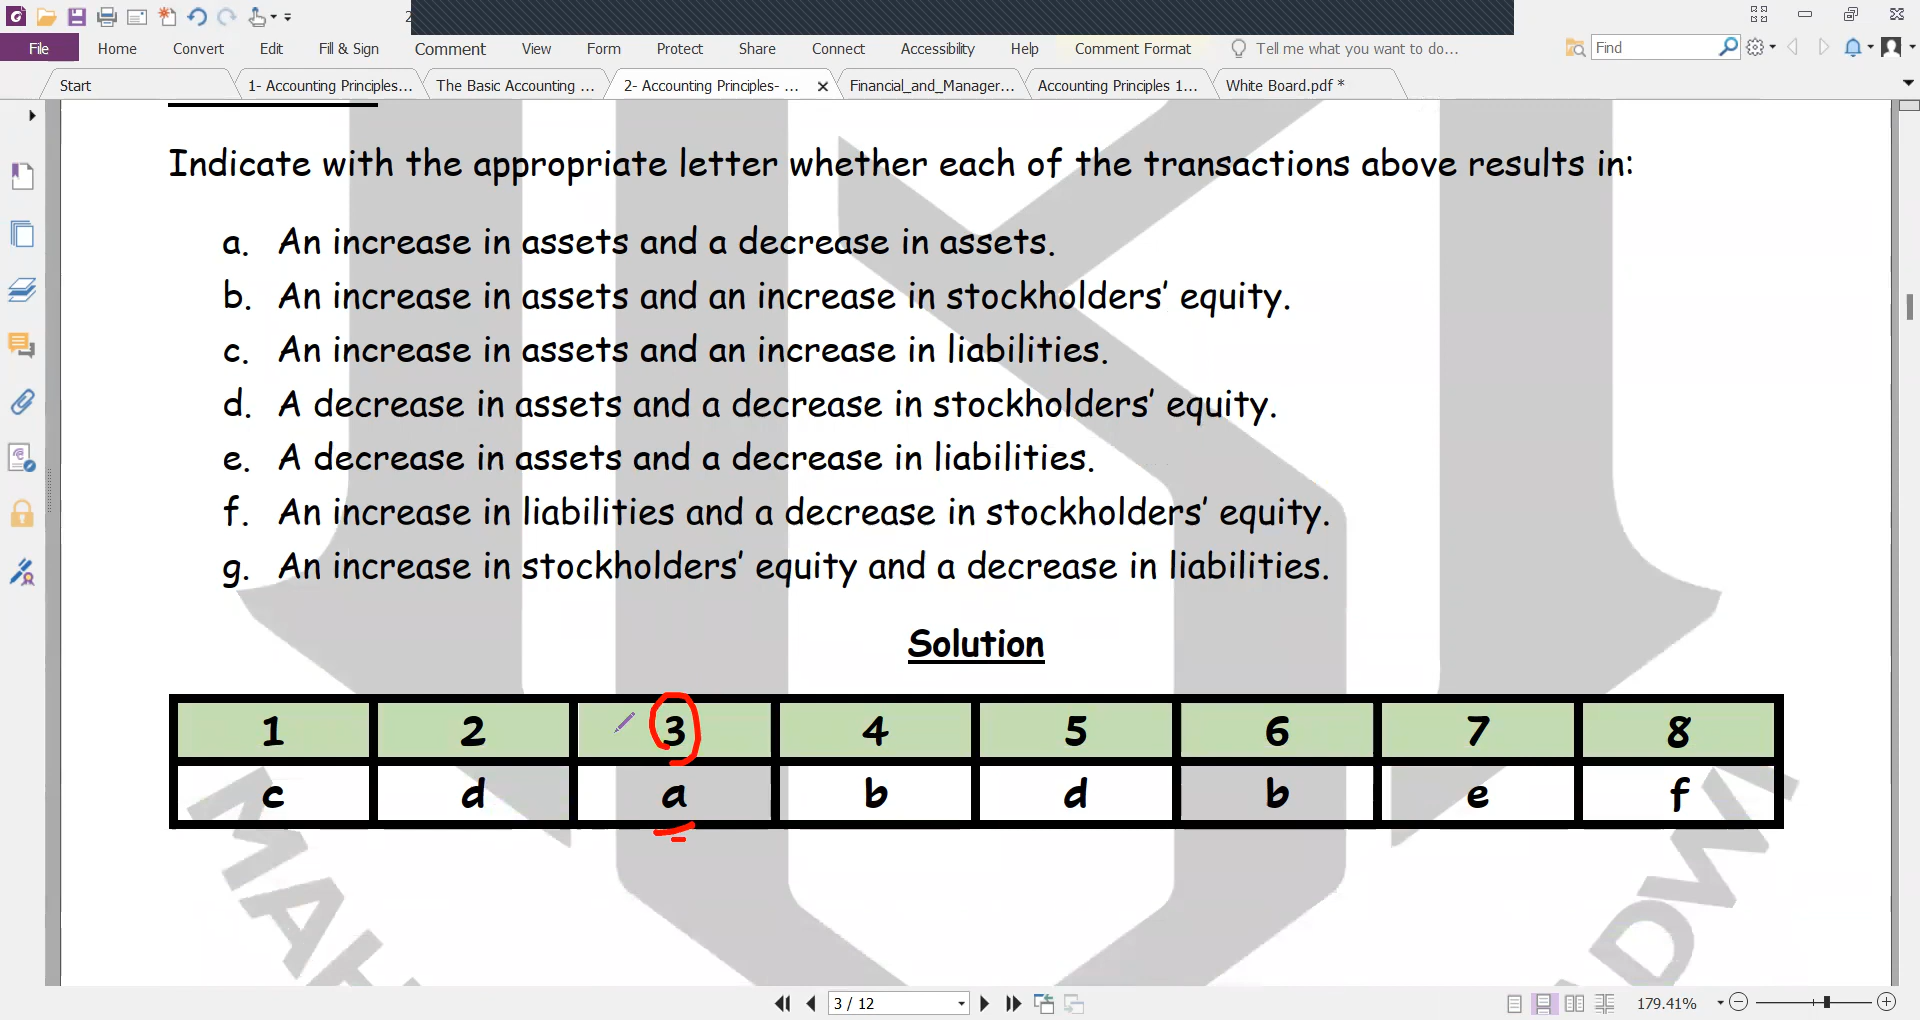 2
File Home Convert Edit Fill & Sign Comment View Form Protect Share Connect Accessibility Help Comment Format Tell me what you want to do... Find
Start 1- Accounting Principles... The Basic Accounting ... 2- Accounting Principles- ... Financial_and_Manager... Accounting Principles 1... White Board.pdf *
Indicate with the appropriate letter whether each of the transactions above results in:
a. An increase in assets and a decrease in assets.
b. An increase in assets and an increase in stockholders’ equity.
c. An increase in assets and an increase in liabilities.
d. A decrease in assets and a decrease in stockholders’ equity.
e. A decrease in assets and a decrease in liabilities.
f. An increase in liabilities and a decrease in stockholders’ equity.
g. An increase in stockholders’ equity and a decrease in liabilities.
Solution
1 2 3 4 5 6 7 8
c d a b d b e f
3 / 12
179.41%